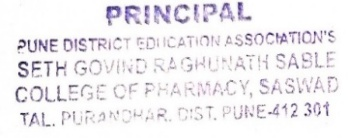 PRINCIPAL
PUNE DISTRICT EDUCATION ASSOCIATION'S
SETH GOVIND RAGHUNATH SABLE
COLLEGE OF PHARMACY, SASWAD
TAL. PURANDHAR, DIST. PUNE-412 301